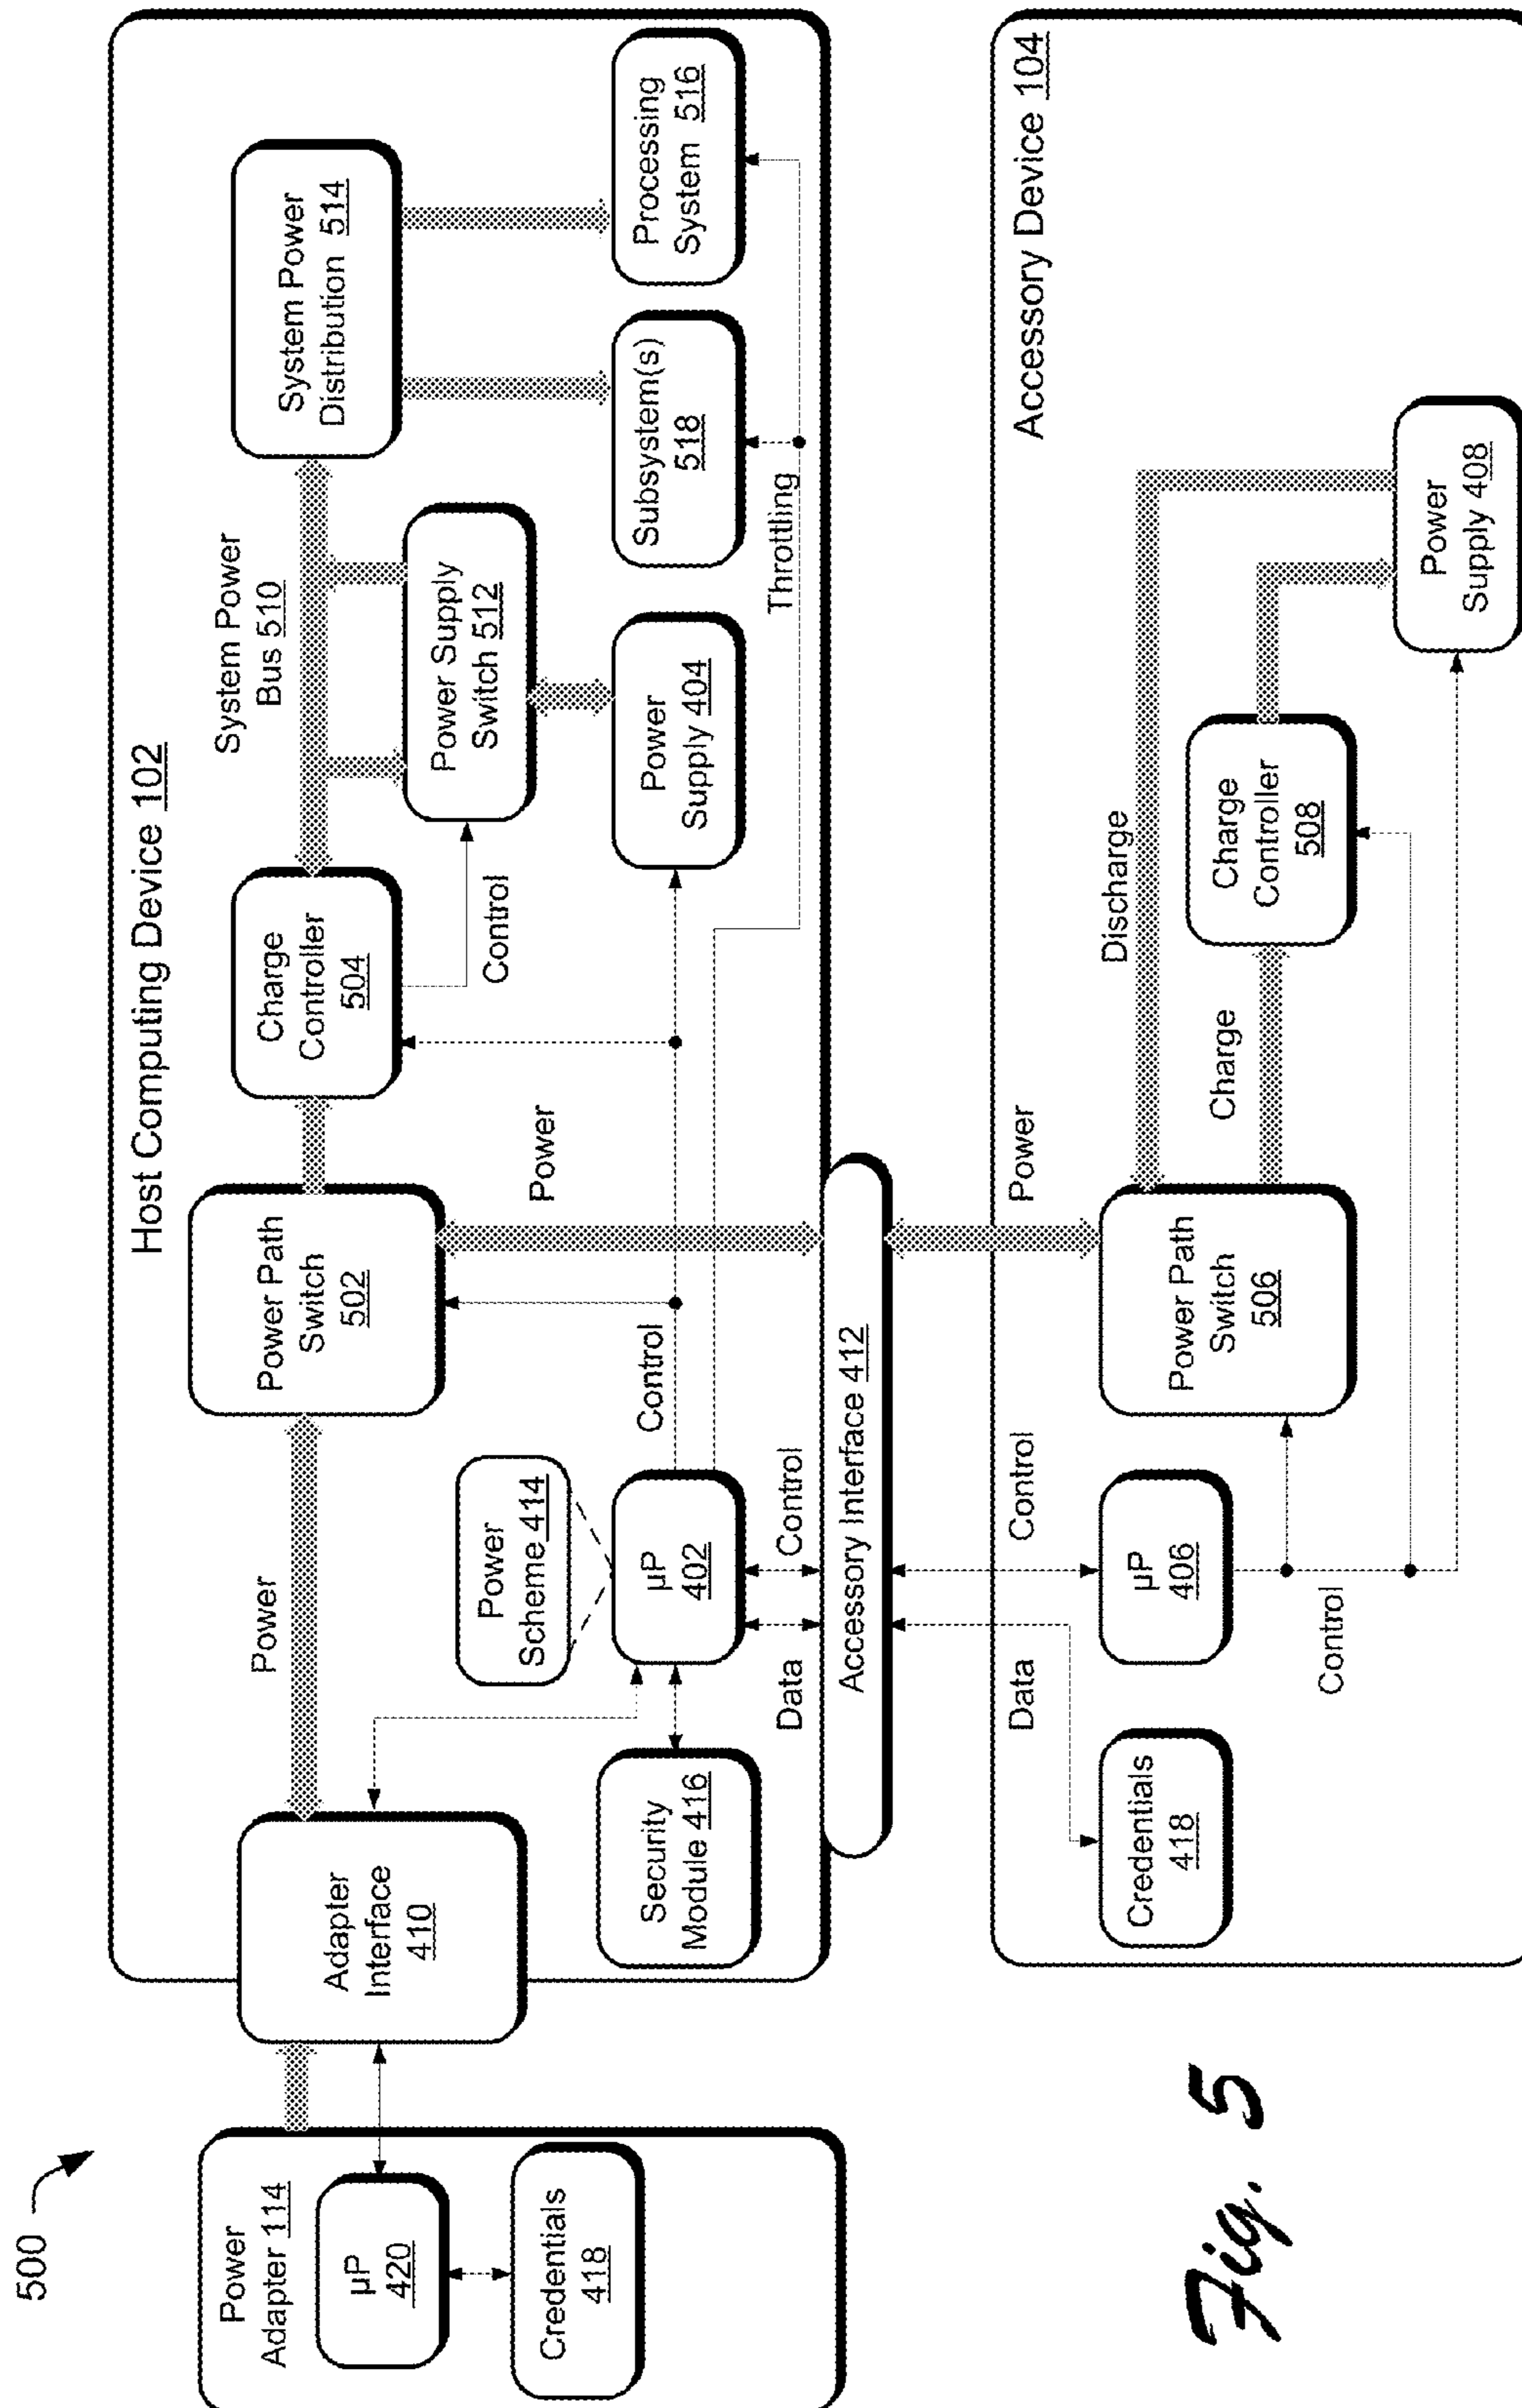 500
Power
Adapter 114
µP
420
Credentials
418
Host Computing Device 102
Adapter
Interface
410
Power
Power Path
Switch
502
Charge
Controller
504
Control
System Power
Bus 510
Power Supply
Switch 512
System Power
Distribution 514
Power
Scheme 414
Security
Module 416
µP
402
Control
Power
Power
Supply 404
Subsystem(s)
518
Processing
System 516
Throttling
Data
Control
Accessory Interface 412
Accessory Device 104
Data
Control
Power
Credentials
418
µP
406
Control
Power Path
Switch
506
Discharge
Charge
Charge
Controller
508
Power
Supply 408
Fig. 5